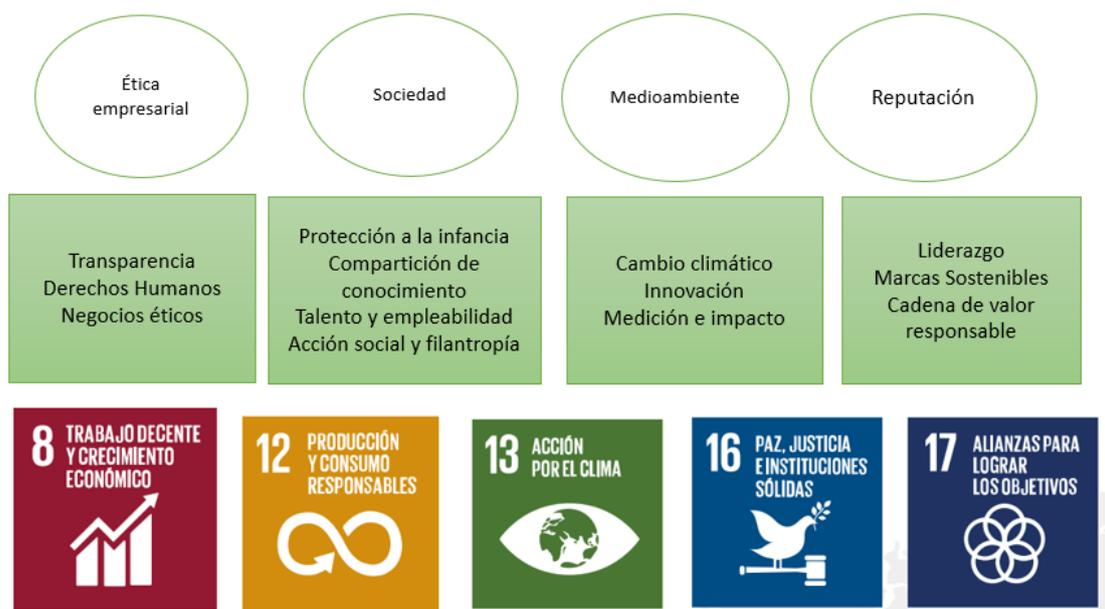 Ética
empresarial
Sociedad
Medioambiente
Reputación
Transparencia
Derechos Humanos
Negocios éticos
Protección a la infancia
Compartición de
conocimiento
Talento y empleabilidad
Acción social y filantropía
Cambio climático
Innovación
Medición e impacto
Liderazgo
Marcas Sostenibles
Cadena de valor
responsable
8 TRABAJO DECENTE
Y CRECIMIENTO
ECONÓMICO
12 PRODUCCIÓN
Y CONSUMO
RESPONSABLES
13 ACCIÓN
POR EL CLIMA
16 PAZ, JUSTICIA
E INSTITUCIONES
SÓLIDAS
17 ALIANZAS PARA
LOGRAR
LOS OBJETIVOS